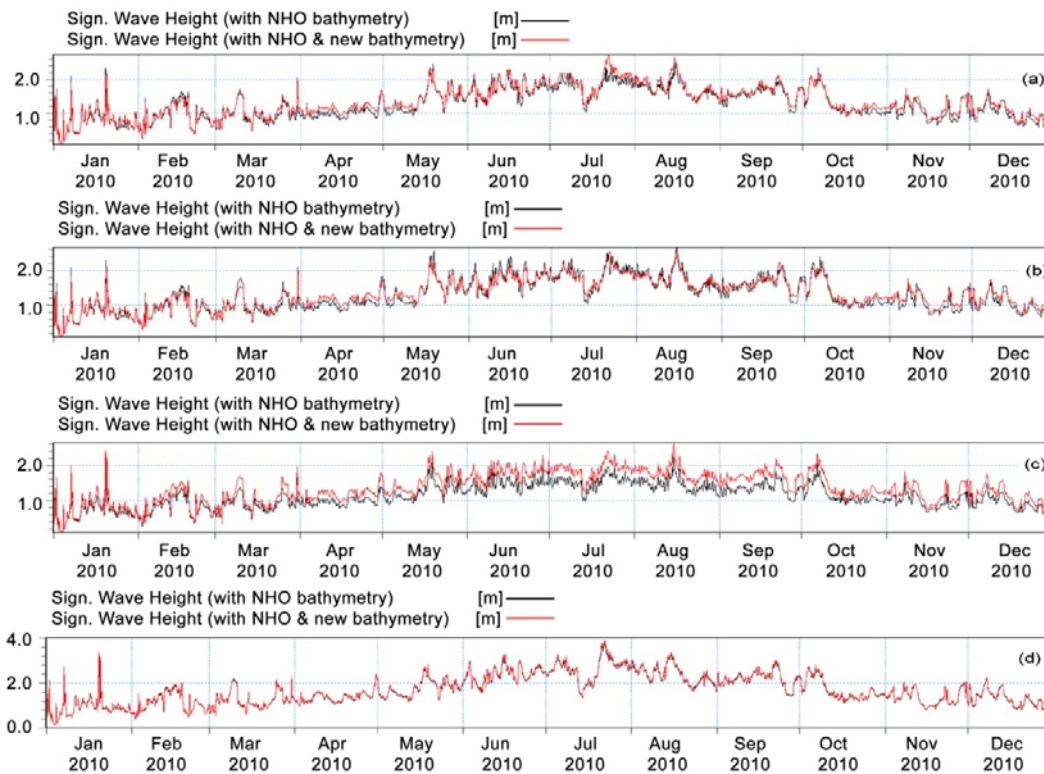 Sign. Wave Height (with NHO bathymetry) [m]
Sign. Wave Height (with NHO & new bathymetry) [m]
2.0
1.0
(a)
Jan Feb Mar Apr May Jun Jul Aug Sep Oct Nov Dec
2010 2010 2010 2010 2010 2010 2010 2010 2010 2010 2010 2010
Sign. Wave Height (with NHO bathymetry) [m]
Sign. Wave Height (with NHO & new bathymetry) [m]
2.0
1.0
(b)
Jan Feb Mar Apr May Jun Jul Aug Sep Oct Nov Dec
2010 2010 2010 2010 2010 2010 2010 2010 2010 2010 2010 2010
Sign. Wave Height (with NHO bathymetry) [m]
Sign. Wave Height (with NHO & new bathymetry) [m]
2.0
1.0
(c)
Jan Feb Mar Apr May Jun Jul Aug Sep Oct Nov Dec
2010 2010 2010 2010 2010 2010 2010 2010 2010 2010 2010 2010
Sign. Wave Height (with NHO bathymetry) [m]
Sign. Wave Height (with NHO & new bathymetry) [m]
4.0
2.0
0.0
(d)
Jan Feb Mar Apr May Jun Jul Aug Sep Oct Nov Dec
2010 2010 2010 2010 2010 2010 2010 2010 2010 2010 2010 2010